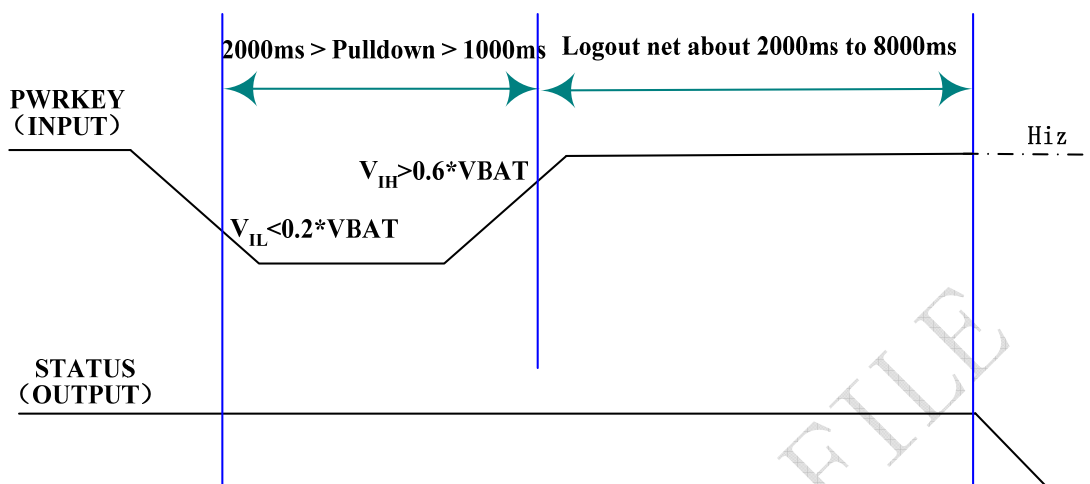 2000ms > Pulldown > 1000ms
Logout net about 2000ms to 8000ms
PWRKEY
（INPUT）
Hiz
VIH>0.6*VBAT
VIL<0.2*VBAT
STATUS
（OUTPUT）
FILE